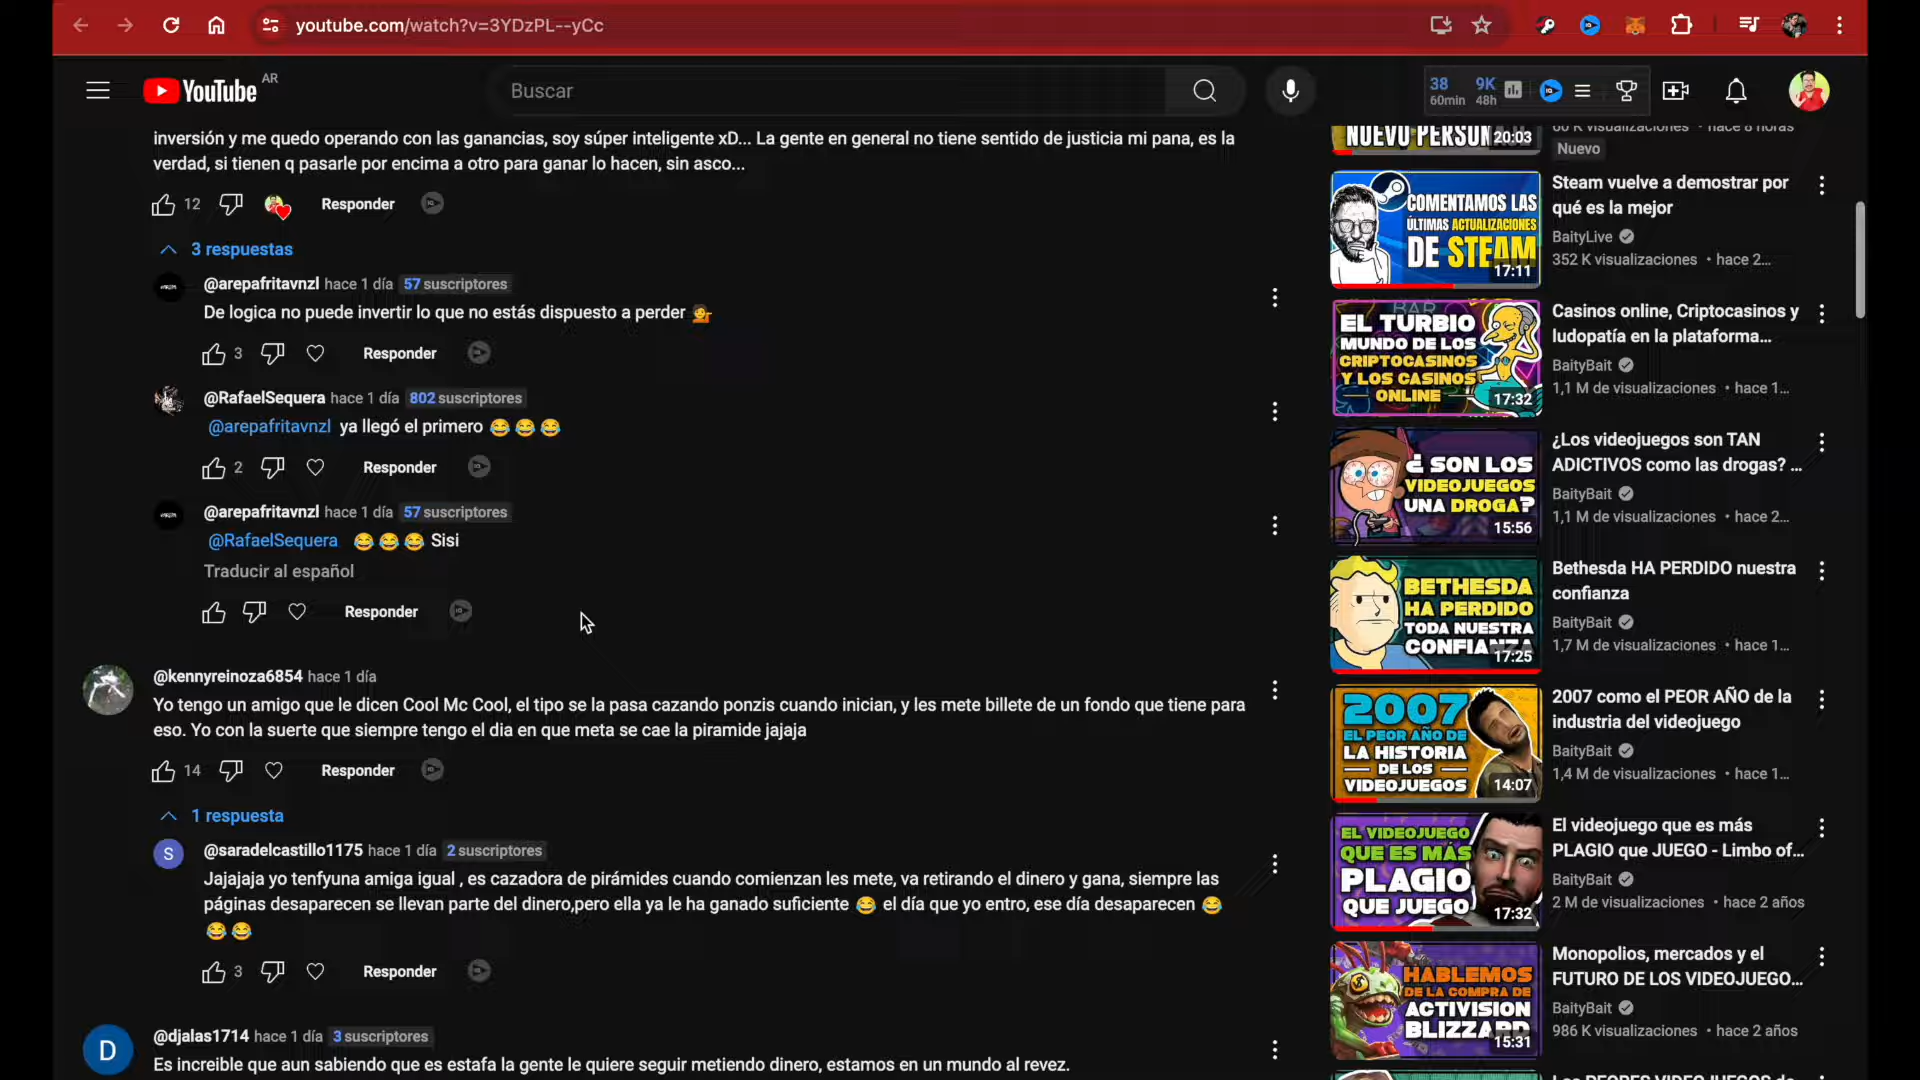 youtube.com/watch?v=3YDzPL--yCc
YouTube AR
Buscar
38 60min 9K 48h
inversión y me quedo operando con las ganancias, soy súper inteligente xD... La gente en general no tiene sentido de justicia mi pana, es la
verdad, si tienen q pasarle por encima a otro para ganar lo hacen, sin asco...
12 Responder
3 respuestas
@arepafritavnzl hace 1 día 57 suscriptores
De logica no puede invertir lo que no estás dispuesto a perder 💁
3 Responder
@RafaelSequera hace 1 día 802 suscriptores
@arepafritavnzl ya llegó el primero 😂😂😂
2 Responder
@arepafritavnzl hace 1 día 57 suscriptores
@RafaelSequera 😂😂😂 Sisi
Traducir al español
Responder
@kennyreinoza6854 hace 1 día
Yo tengo un amigo que le dicen Cool Mc Cool, el tipo se la pasa cazando ponzis cuando inician, y les mete billete de un fondo que tiene para
eso. Yo con la suerte que siempre tengo el dia en que meta se cae la piramide jajaja
14 Responder
1 respuesta
S
@saradelcastillo1175 hace 1 día 2 suscriptores
Jajajaja yo tenfyuna amiga igual , es cazadora de pirámides cuando comienzan les mete, va retirando el dinero y gana, siempre las
páginas desaparecen se llevan parte del dinero,pero ella ya le ha ganado suficiente 😂 el día que yo entro, ese día desaparecen 😂
😂😂
3 Responder
D
@djalas1714 hace 1 día 3 suscriptores
Es increible que aun sabiendo que es estafa la gente le quiere seguir metiendo dinero, estamos en un mundo al revez.
NUEVO
20:03
60 K visualizaciones • hace 8 horas
Nuevo
COMENTAMOS LAS
ÚLTIMAS ACTUALIZACIONES
DE STEAM
17:11
Steam vuelve a demostrar por
qué es la mejor
BaityLive
352 K visualizaciones • hace 2...
BAR
EL TURBIO
MUNDO DE LOS
CRIPTOCASINOS
Y LOS CASINOS
ONLINE
17:32
Casinos online, Criptocasinos y
ludopatía en la plataforma...
BaityBait
1,1 M de visualizaciones • hace 1...
¿ SON LOS
VIDEOJUEGOS
UNA DROGA?
15:56
¿Los videojuegos son TAN
ADICTIVOS como las drogas? ...
BaityBait
1,1 M de visualizaciones • hace 2...
BETHESDA
HA PERDIDO
TODA NUESTRA
CONFIANZA
17:25
Bethesda HA PERDIDO nuestra
confianza
BaityBait
1,7 M de visualizaciones • hace 1...
2007
EL PEOR AÑO DE
LA HISTORIA
DE LOS
VIDEOJUEGOS
14:07
2007 como el PEOR AÑO de la
industria del videojuego
BaityBait
1,4 M de visualizaciones • hace 1...
EL VIDEOJUEGO
QUE ES MÁS
PLAGIO
QUE JUEGO
17:32
El videojuego que es más
PLAGIO que JUEGO - Limbo of...
BaityBait
2 M de visualizaciones • hace 2 años
HABLEMOS
DE LA COMPRA DE
ACTIVISION
BLIZZARD
15:31
Monopolios, mercados y el
FUTURO DE LOS VIDEOJUEGO...
BaityBait
986 K visualizaciones • hace 2 años